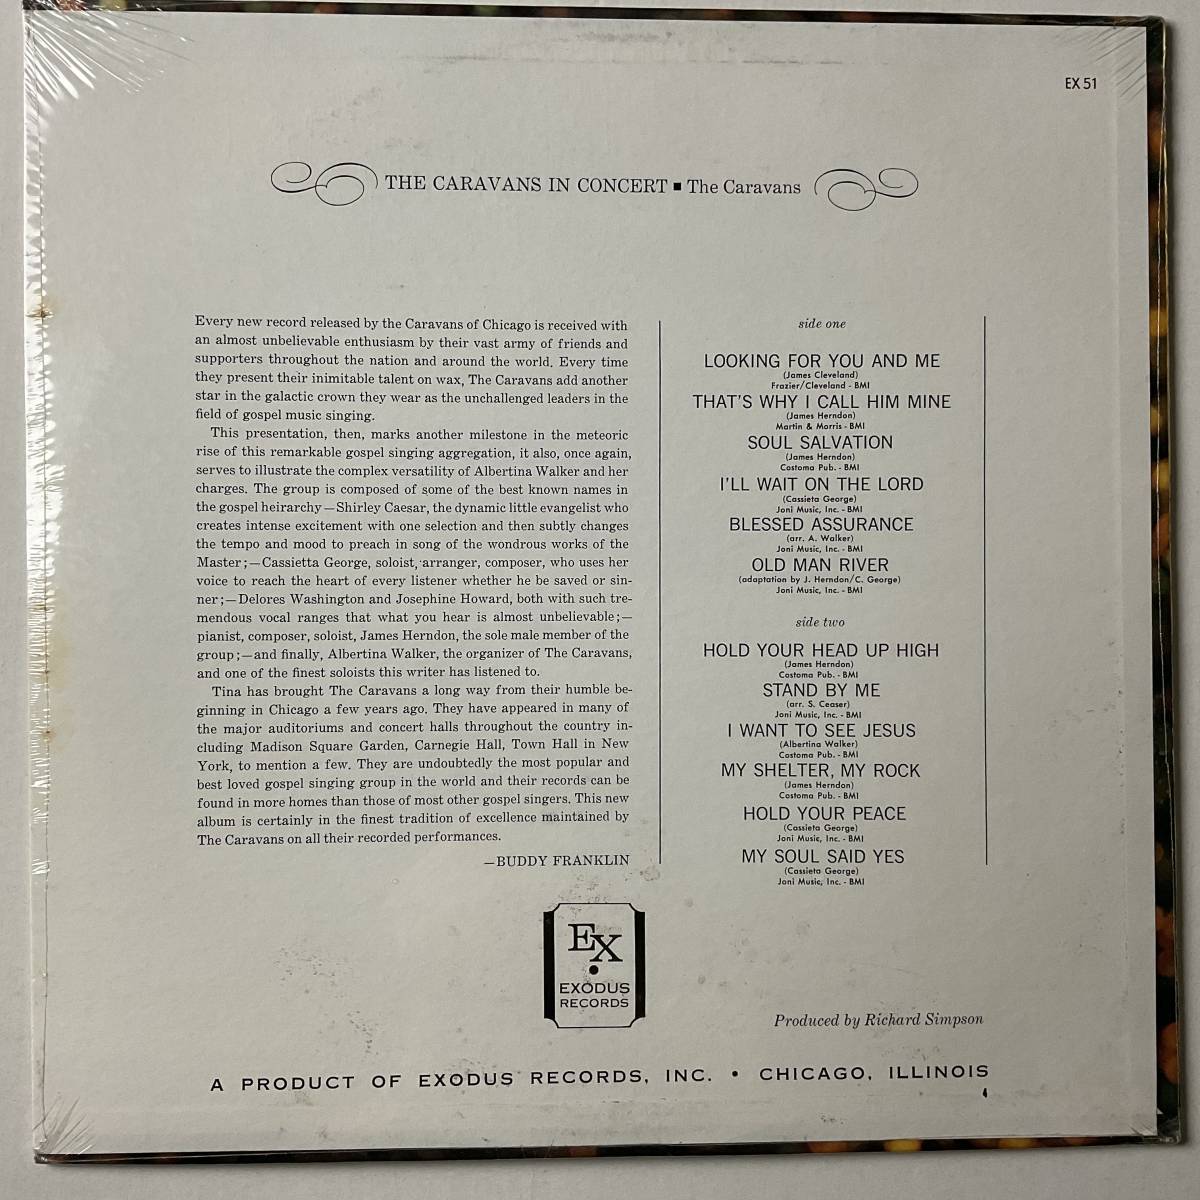 EX 51
THE CARAVANS IN CONCERT ■ The Caravans
Every new record released by the Caravans of Chicago is received with
an almost unbelievable enthusiasm by their vast army of friends and
supporters throughout the nation and around the world. Every time
they present their inimitable talent on wax, The Caravans add another
star in the galactic crown they wear as the unchallenged leaders in the
field of gospel music singing.
This presentation, then, marks another milestone in the meteoric
rise of this remarkable gospel singing aggregation, it also, once again,
serves to illustrate the complex versatility of Albertina Walker and her
charges. The group is composed of some of the best known names in
the gospel heirarchy—Shirley Caesar, the dynamic little evangelist who
creates intense excitement with one selection and then subtly changes
the tempo and mood to preach in song of the wondrous works of the
Master;—Cassietta George, soloist, arranger, composer, who uses her
voice to reach the heart of every listener whether he be saved or sin-
ner;—Delores Washington and Josephine Howard, both with such tre-
mendous vocal ranges that what you hear is almost unbelievable;—
pianist, composer, soloist, James Herndon, the sole male member of the
group;—and finally, Albertina Walker, the organizer of The Caravans,
and one of the finest soloists this writer has listened to.
Tina has brought The Caravans a long way from their humble be-
ginning in Chicago a few years ago. They have appeared in many of
the major auditoriums and concert halls throughout the country in-
cluding Madison Square Garden, Carnegie Hall, Town Hall in New
York, to mention a few. They are undoubtedly the most popular and
best loved gospel singing group in the world and their records can be
found in more homes than those of most other gospel singers. This new
album is certainly in the finest tradition of excellence maintained by
The Caravans on all their recorded performances.
—BUDDY FRANKLIN
side one
LOOKING FOR YOU AND ME
(James Cleveland)
Frazier/Cleveland - BMI
THAT'S WHY I CALL HIM MINE
(James Herndon)
Martin & Morris - BMI
SOUL SALVATION
(James Herndon)
Costoma Pub. - BMI
I'LL WAIT ON THE LORD
(Cassieta George)
Joni Music, Inc. - BMI
BLESSED ASSURANCE
(arr. A. Walker)
Joni Music, Inc. - BMI
OLD MAN RIVER
(adaptation by J. Herndon/C. George)
Joni Music, Inc. - BMI
side two
HOLD YOUR HEAD UP HIGH
(James Herndon)
Costoma Pub. - BMI
STAND BY ME
(arr. S. Ceaser)
Joni Music, Inc. - BMI
I WANT TO SEE JESUS
(Albertina Walker)
Costoma Pub. - BMI
MY SHELTER, MY ROCK
(James Herndon)
Costoma Pub. - BMI
HOLD YOUR PEACE
(Cassieta George)
Joni Music, Inc. - BMI
MY SOUL SAID YES
(Cassieta George)
Joni Music, Inc. - BMI
EX
EXODUS
RECORDS
Produced by Richard Simpson
A PRODUCT OF EXODUS RECORDS, INC. • CHICAGO, ILLINOIS
4